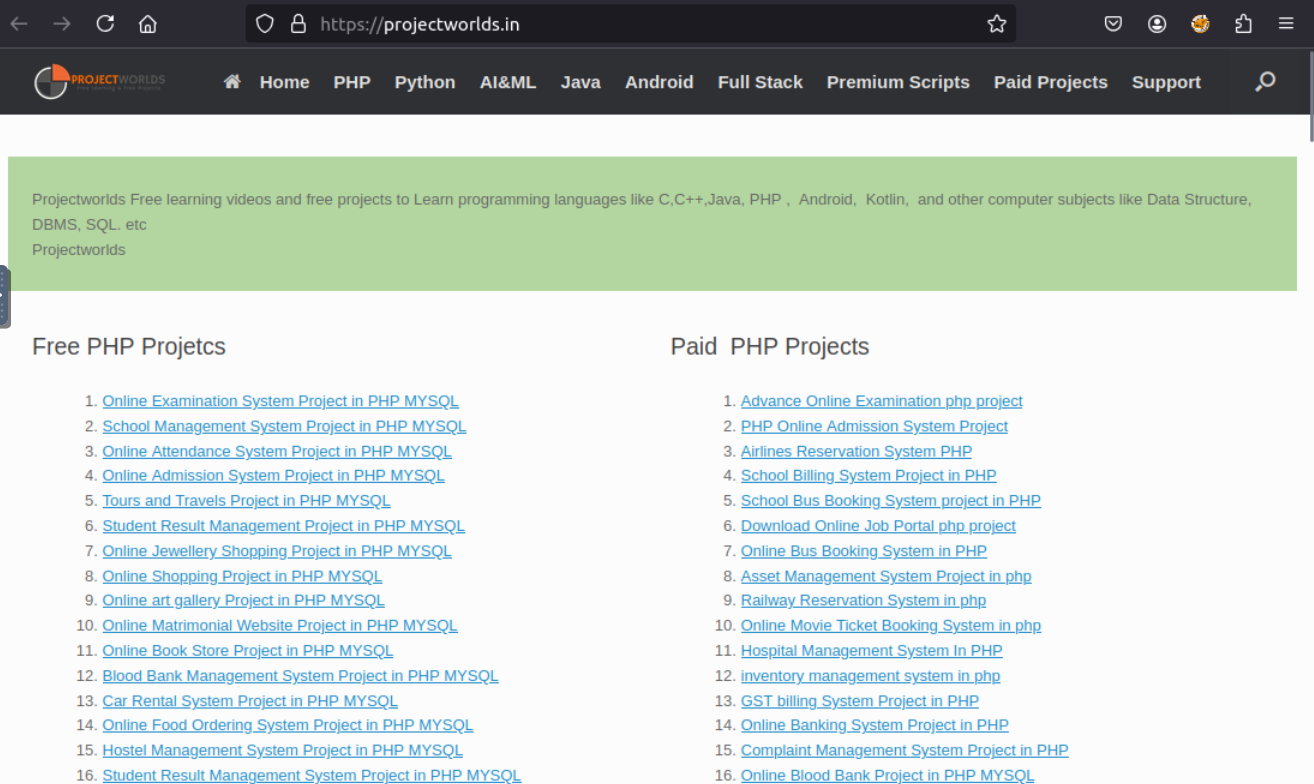 https://projectworlds.in
PROJECTWORLDS
Free Learning & Free Projects
Home PHP Python AI&ML Java Android Full Stack Premium Scripts Paid Projects Support
Projectworlds Free learning videos and free projects to Learn programming languages like C,C++,Java, PHP ,  Android,  Kotlin,  and other computer subjects like Data Structure,
DBMS, SQL. etc
Projectworlds
Free PHP Projetcs
1. Online Examination System Project in PHP MYSQL
2. School Management System Project in PHP MYSQL
3. Online Attendance System Project in PHP MYSQL
4. Online Admission System Project in PHP MYSQL
5. Tours and Travels Project in PHP MYSQL
6. Student Result Management Project in PHP MYSQL
7. Online Jewellery Shopping Project in PHP MYSQL
8. Online Shopping Project in PHP MYSQL
9. Online art gallery Project in PHP MYSQL
10. Online Matrimonial Website Project in PHP MYSQL
11. Online Book Store Project in PHP MYSQL
12. Blood Bank Management System Project in PHP MYSQL
13. Car Rental System Project in PHP MYSQL
14. Online Food Ordering System Project in PHP MYSQL
15. Hostel Management System Project in PHP MYSQL
16. Student Result Management System Project in PHP MYSQL
Paid  PHP Projects
1. Advance Online Examination php project
2. PHP Online Admission System Project
3. Airlines Reservation System PHP
4. School Billing System Project in PHP
5. School Bus Booking System project in PHP
6. Download Online Job Portal php project
7. Online Bus Booking System in PHP
8. Asset Management System Project in php
9. Railway Reservation System in php
10. Online Movie Ticket Booking System in php
11. Hospital Management System In PHP
12. inventory management system in php
13. GST billing System Project in PHP
14. Online Banking System Project in PHP
15. Complaint Management System Project in PHP
16. Online Blood Bank Project in PHP MYSQL